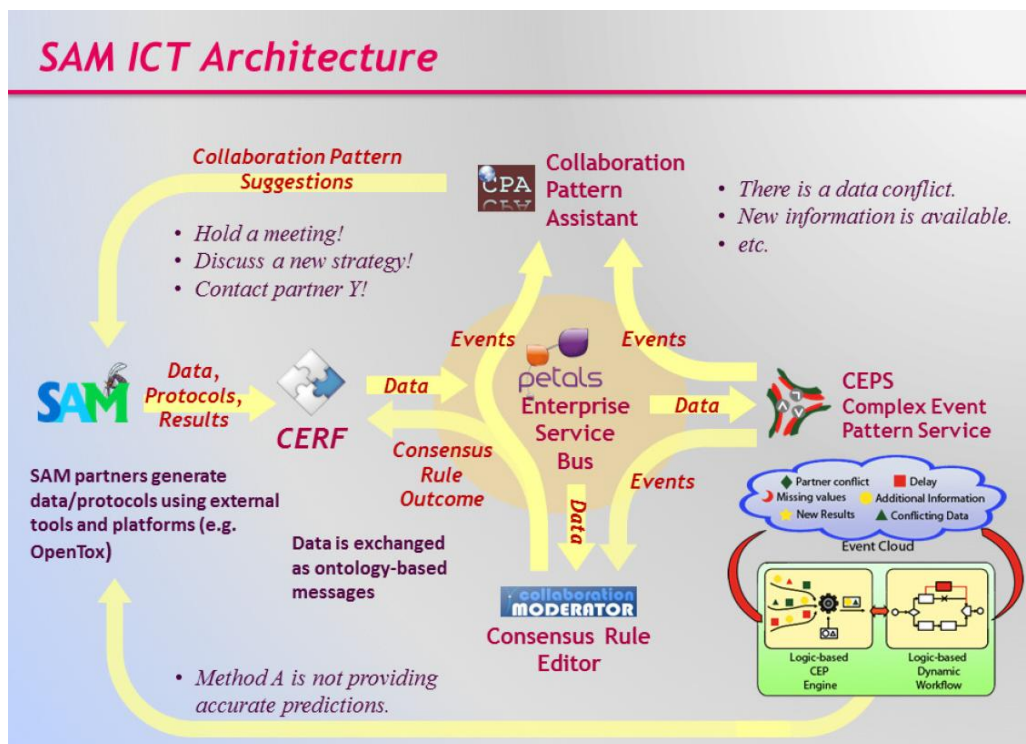 SAM ICT Architecture
Collaboration Pattern
Suggestions
CPA
Collaboration
Pattern
Assistant
• There is a data conflict.
• New information is available.
• etc.
• Hold a meeting!
• Discuss a new strategy!
• Contact partner Y!
Events
Events
SAM
Data,
Protocols,
Results
CERF
Data
petals
Enterprise
Service
Bus
Data
CEPS
Complex Event
Pattern Service
Consensus
Rule
Outcome
Events
Data
SAM partners generate
data/protocols using external
tools and platforms (e.g.
OpenTox)
Data is exchanged
as ontology-based
messages
collaboration
MODERATOR
Consensus Rule
Editor
Partner conflict
Delay
Missing values
Additional Information
New Results
Conflicting Data
Event Cloud
Logic-based
CEP
Engine
Logic-based
Dynamic
Workflow
• Method A is not providing
accurate predictions.